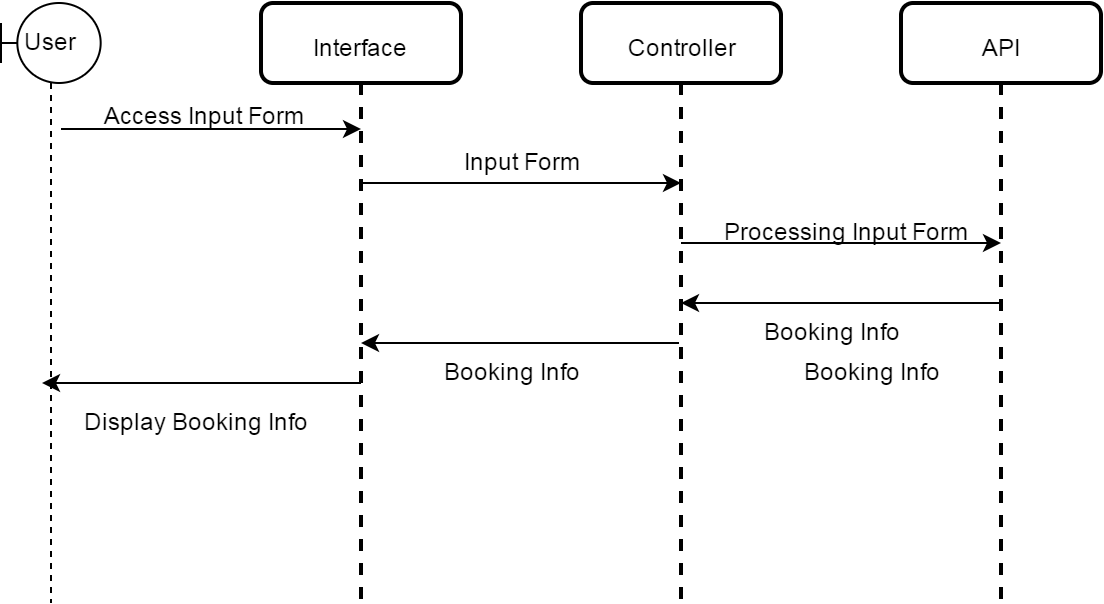 User
Interface
Controller
API
Access Input Form
Input Form
Processing Input Form
Booking Info
Booking Info
Booking Info
Display Booking Info